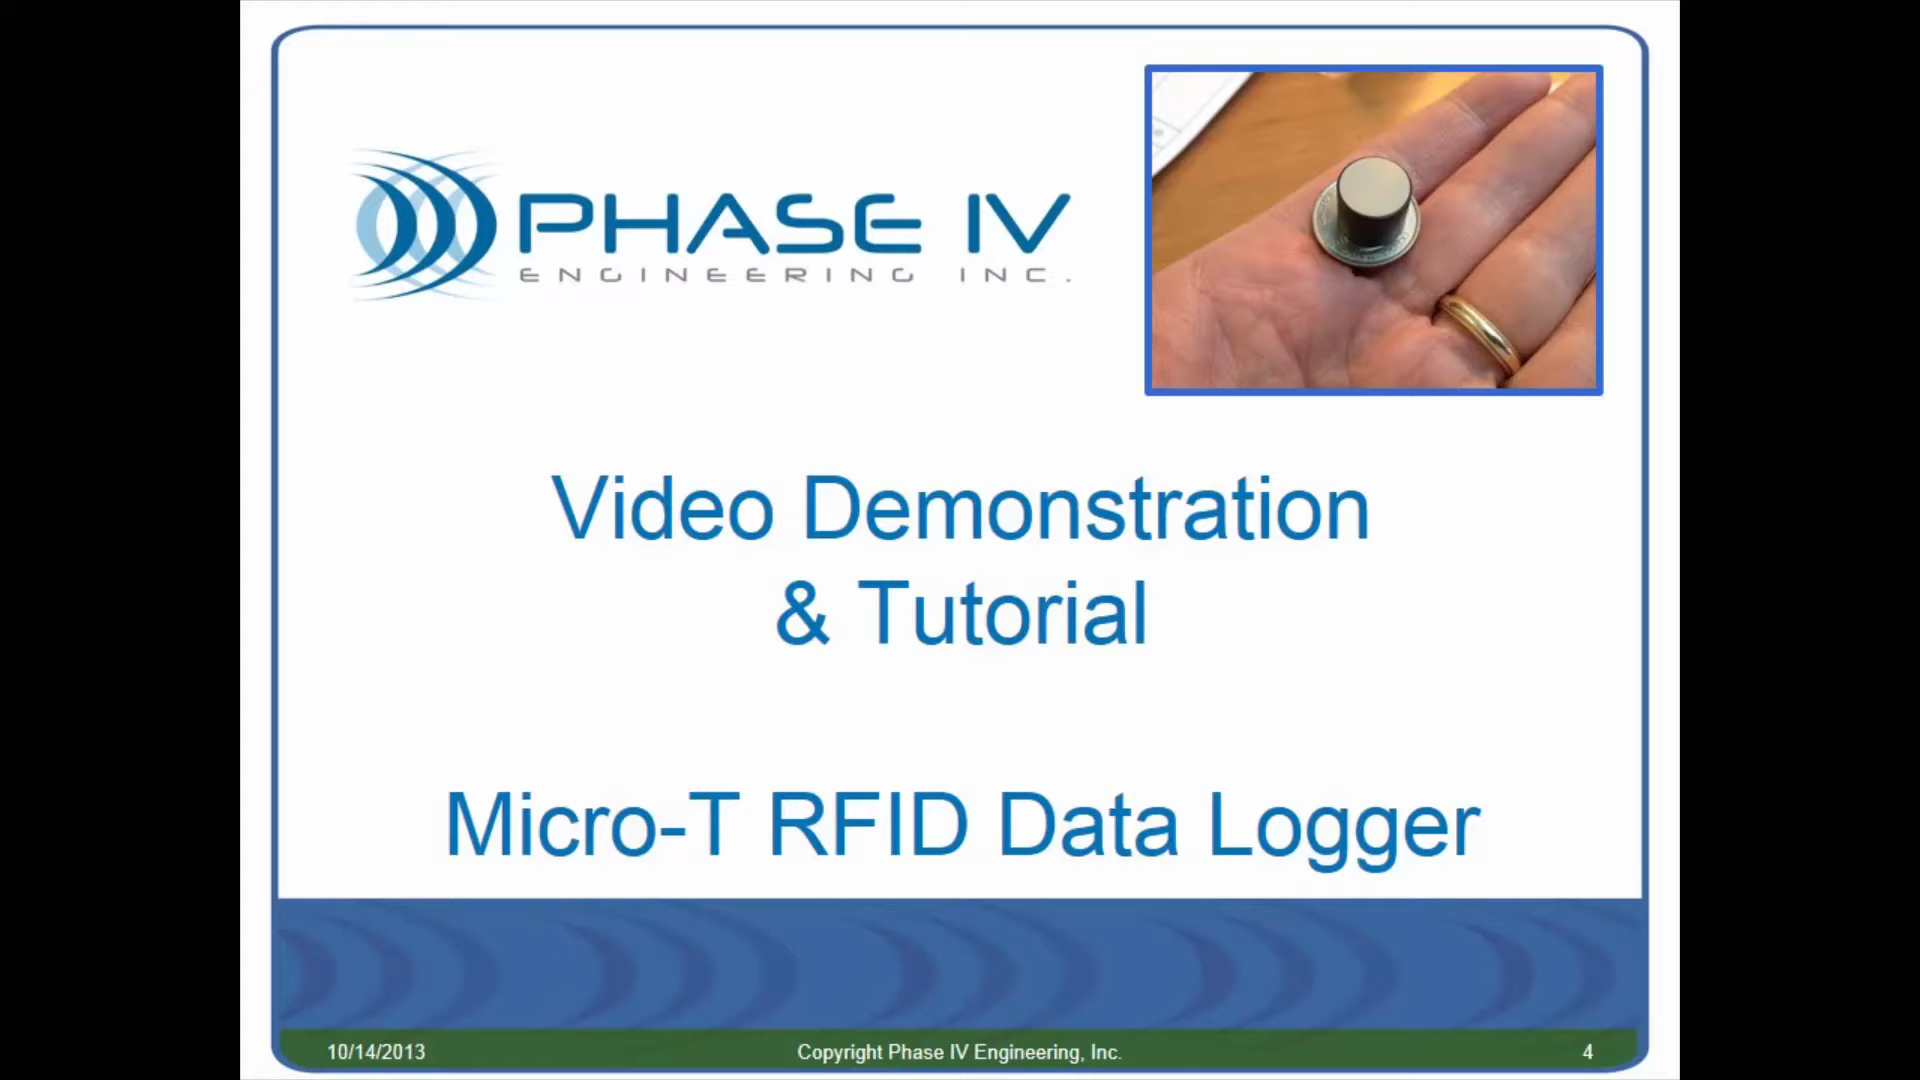 PHASE IV
ENGINEERING INC.
Video Demonstration
& Tutorial
Micro-T RFID Data Logger
10/14/2013
Copyright Phase IV Engineering, Inc.
4